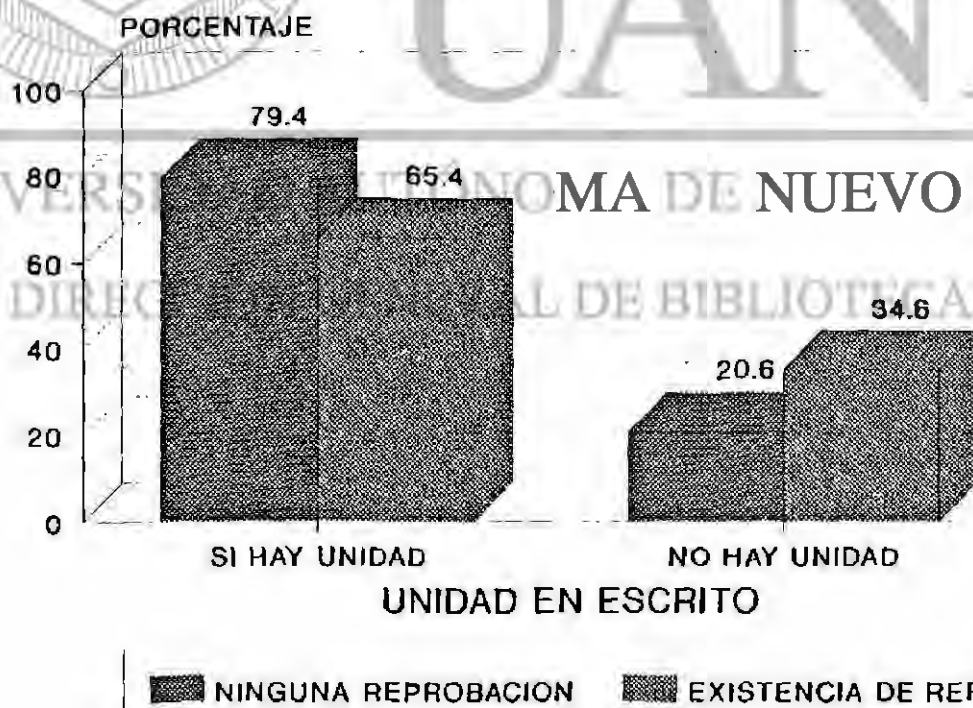 PORCENTAJE
UAN
100
79.4
80
65.4
MA DE NUEVO
60
DE BIBLIOTECA
34.6
40
20.6
20
0
SI HAY UNIDAD NO HAY UNIDAD
UNIDAD EN ESCRITO
NINGUNA REPROBACION EXISTENCIA DE